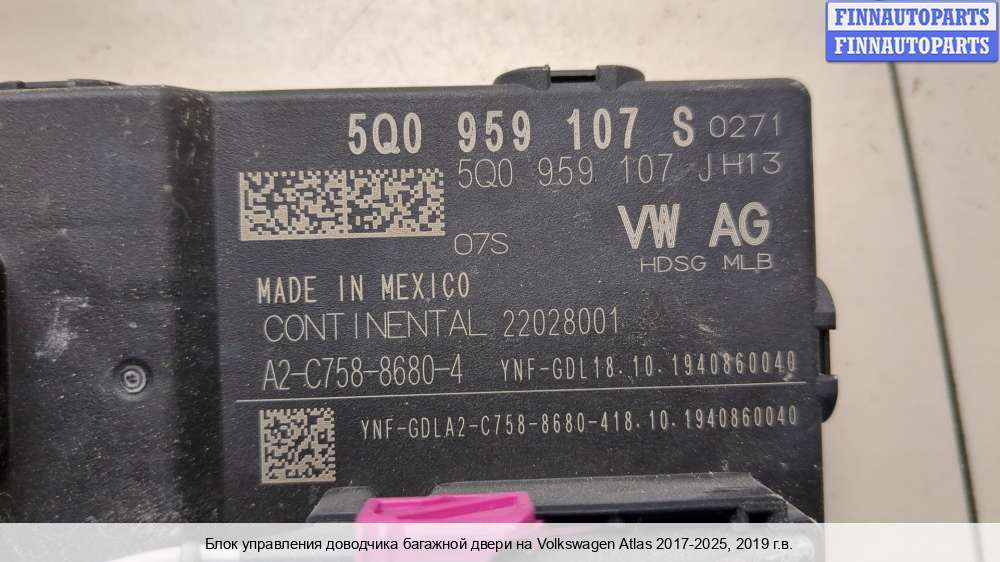 FINNAUTOPARTS
FINNAUTOPARTS
5Q0 959 107 S 0271
5Q0 959 107 J H13
07S
VW AG
HDSG MLB
MADE IN MEXICO
CONTINENTAL 22028001
A2-C758-8680-4 YNF-GDL18.10.1940860040
YNF-GDLA2-C758-8680-418.10.1940860040
Блок управления доводчика багажной двери на Volkswagen Atlas 2017-2025, 2019 г.в.